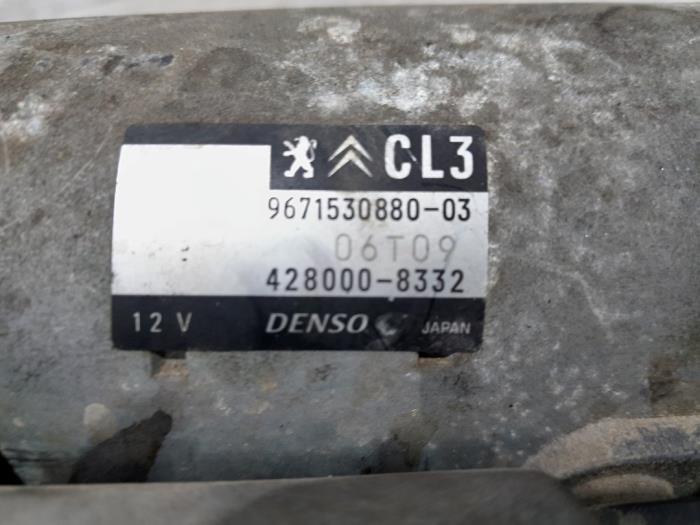 CL3
9671530880-03
06T09
428000-8332
12 V DENSO JAPAN